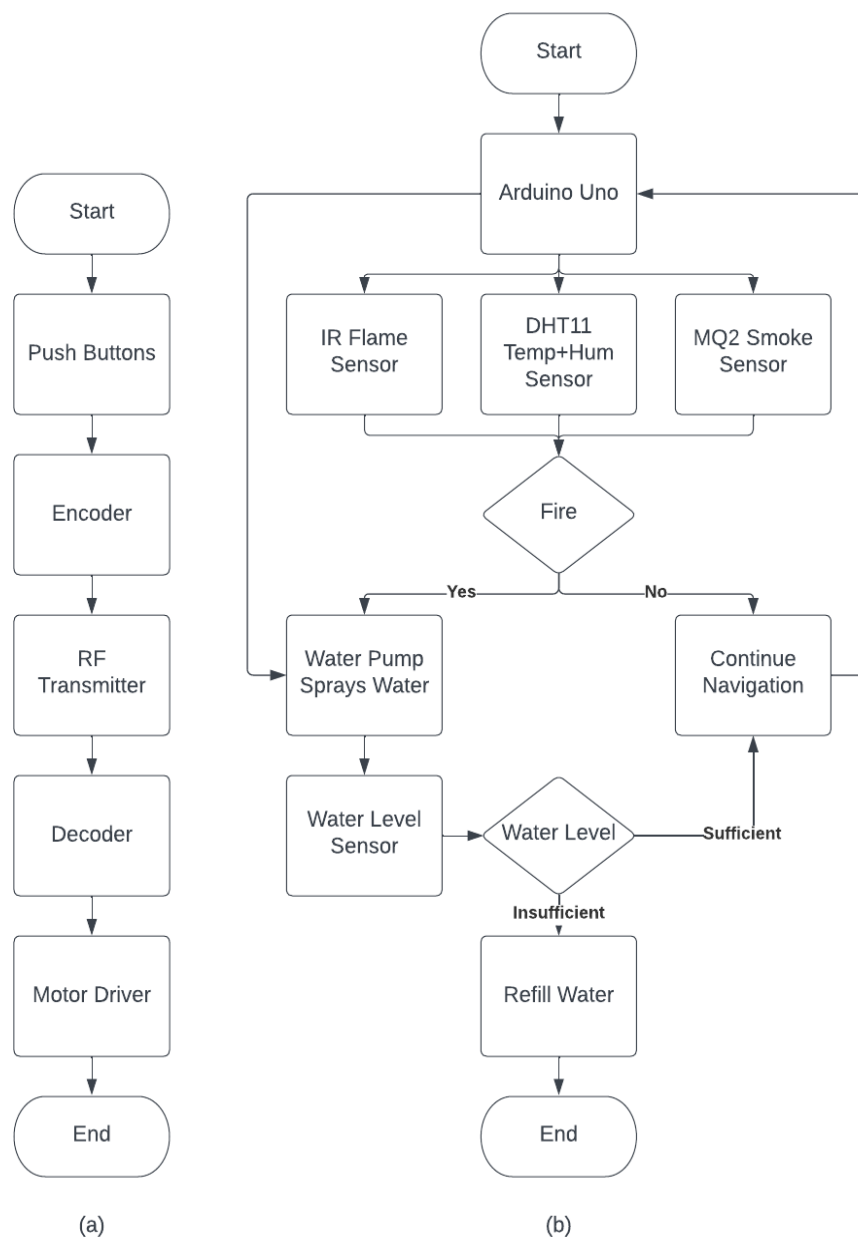 Start
Push Buttons
Encoder
RF
Transmitter
Decoder
Motor Driver
End
(a)
Start
Arduino Uno
IR Flame
Sensor
DHT11
Temp+Hum
Sensor
MQ2 Smoke
Sensor
Fire
Yes
No
Water Pump
Sprays Water
Continue
Navigation
Water Level
Sensor
Water Level
Sufficient
Insufficient
Refill Water
End
(b)